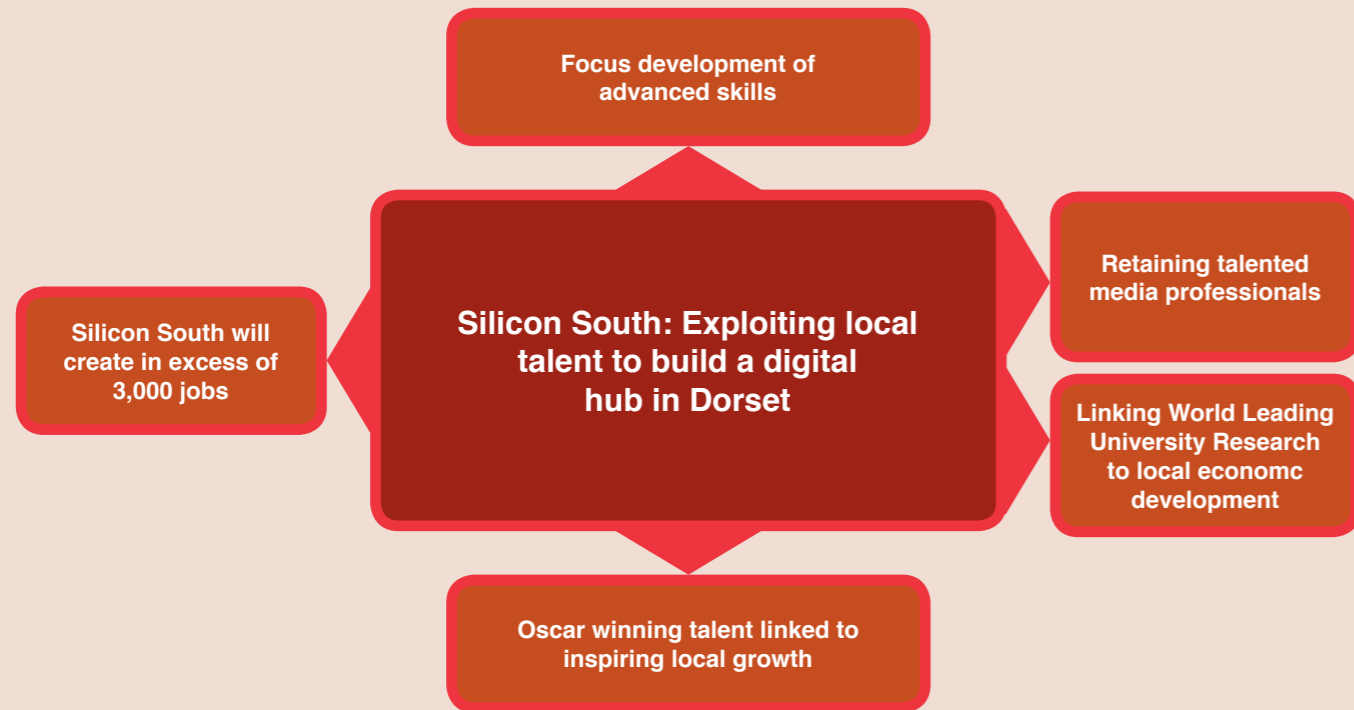 Focus development of
advanced skills
Silicon South will
create in excess of
3,000 jobs
Silicon South: Exploiting local
talent to build a digital
hub in Dorset
Retaining talented
media professionals
Linking World Leading
University Research
to local economc
development
Oscar winning talent linked to
inspiring local growth